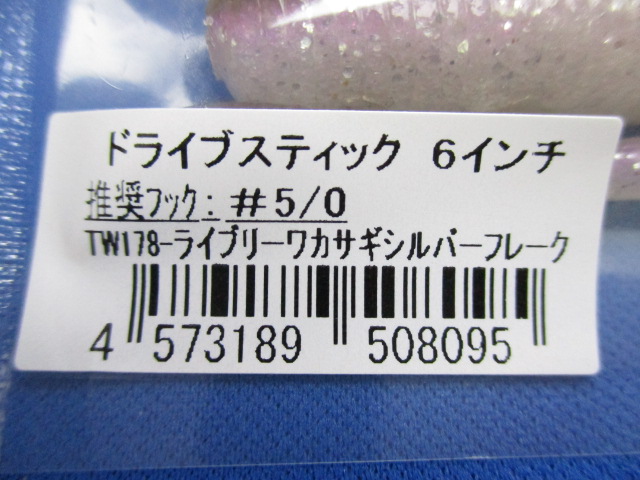 ドライブスティック 6インチ
推奨フック:#5/0
TW178-ライブリーワカサギシルバーフレーク
4 573189 508095